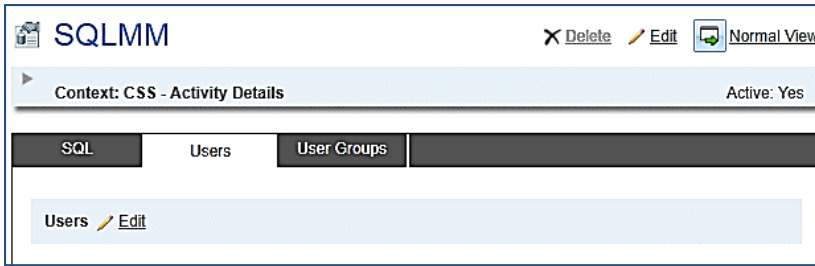 SQLMM Delete Edit Normal View
Context: CSS - Activity Details Active: Yes
SQL Users User Groups
Users Edit